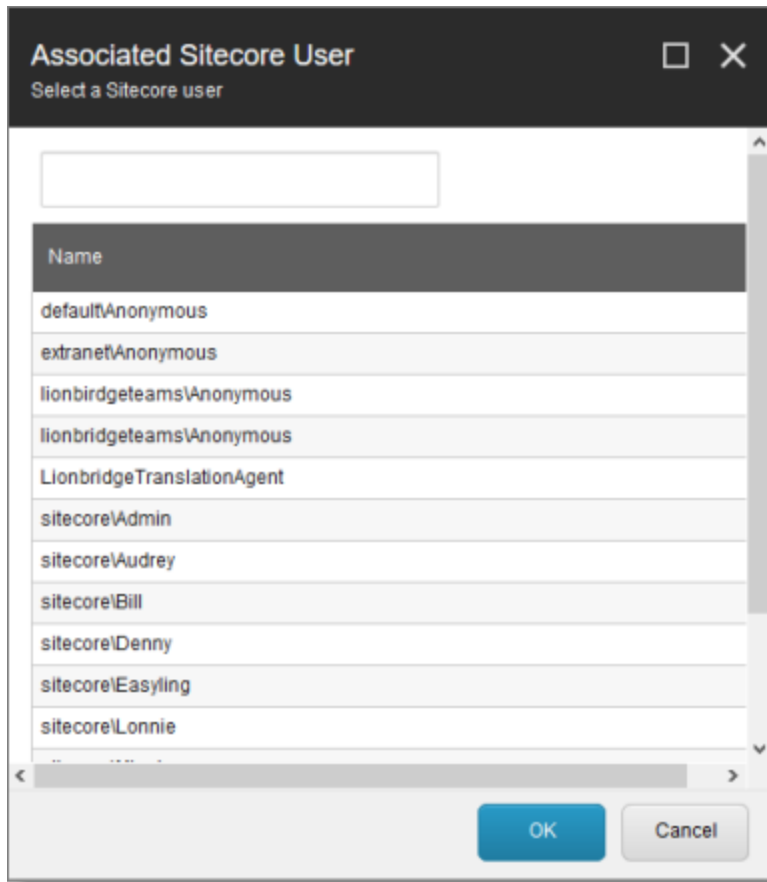 Associated Sitecore User
Select a Sitecore user
Name
default\Anonymous
extranet\Anonymous
lionbirdgeteams\Anonymous
lionbridgeteams\Anonymous
LionbridgeTranslationAgent
sitecore\Admin
sitecore\Audrey
sitecore\Bill
sitecore\Denny
sitecore\Easyling
sitecore\Lonnie
OK
Cancel